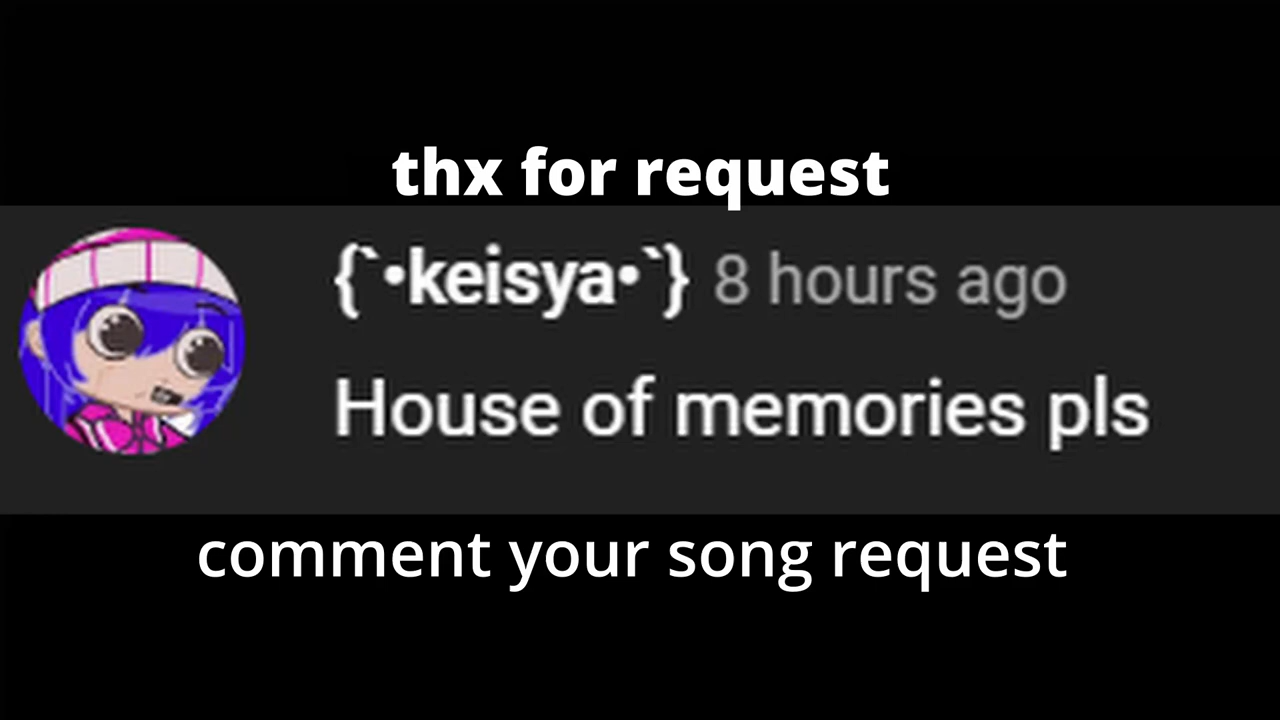 thx for request
{`•keisya•`} 8 hours ago
House of memories pls
comment your song request